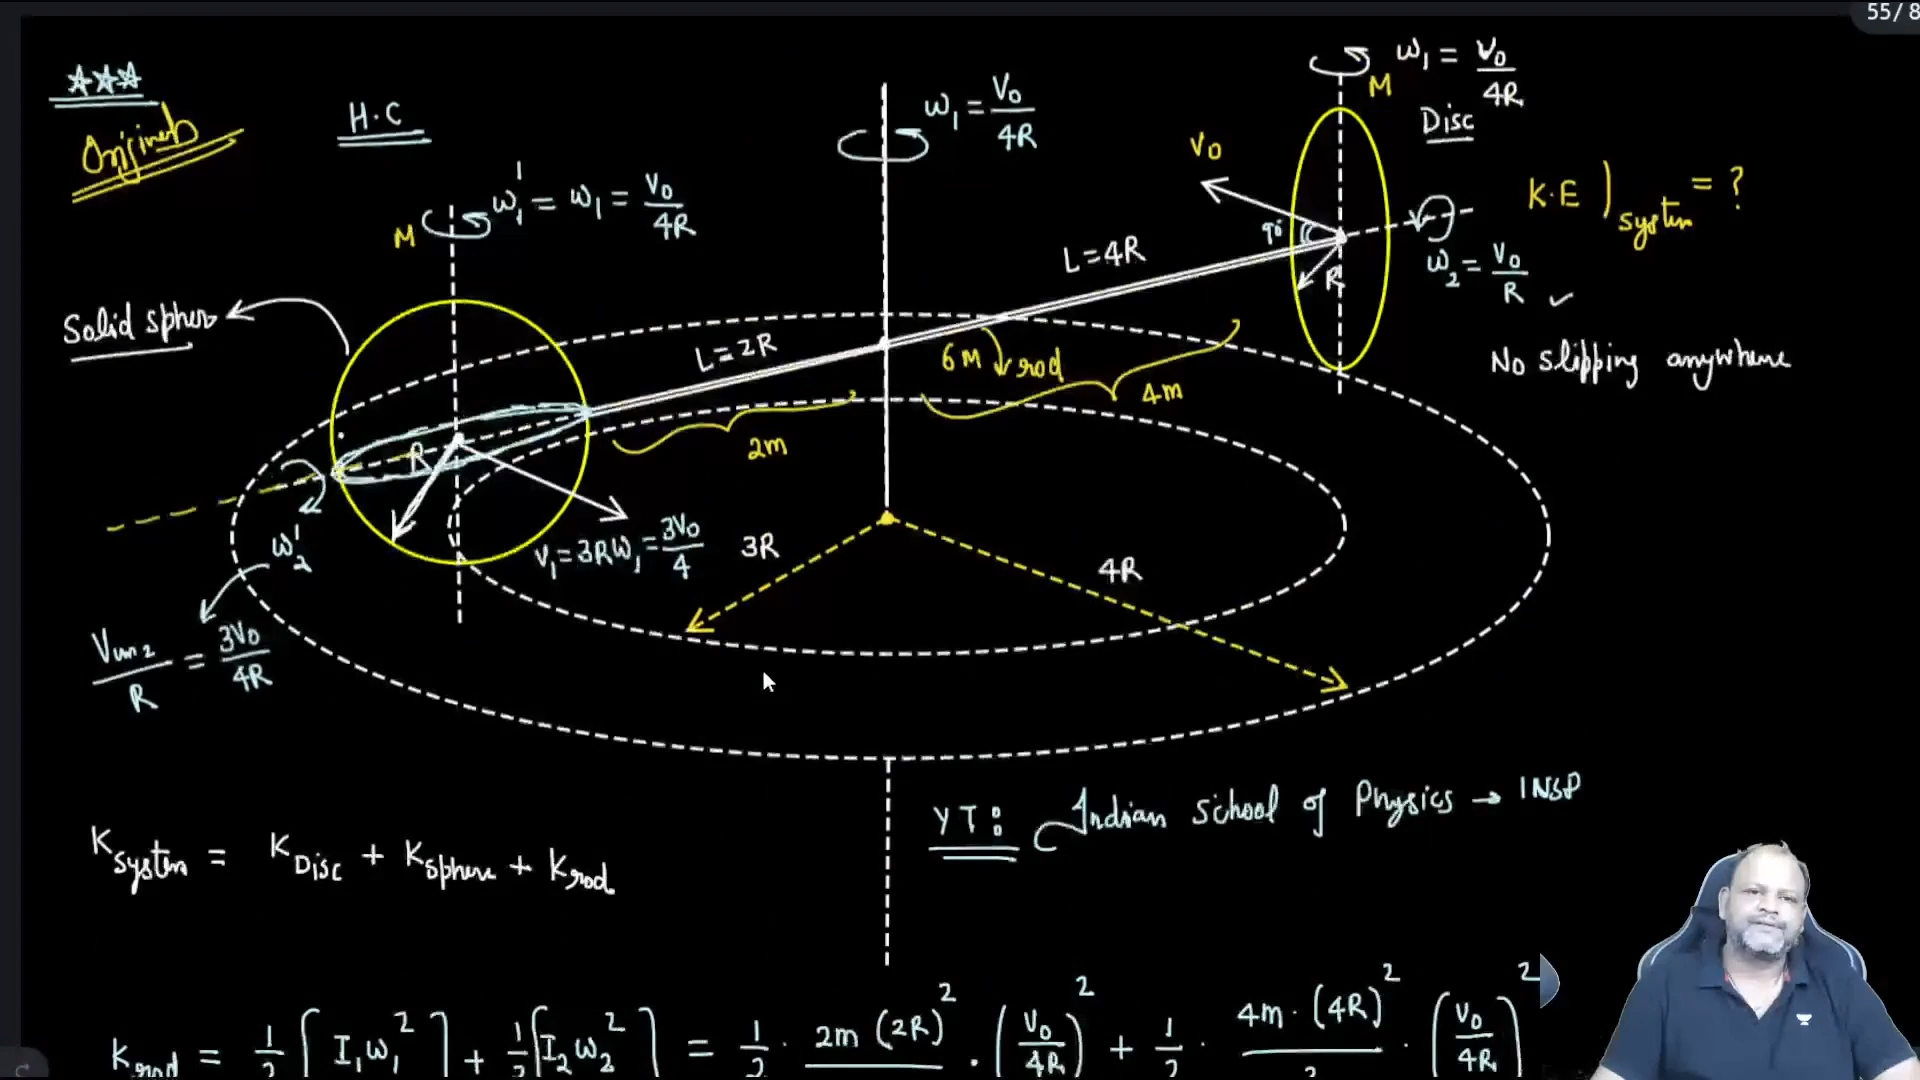 55/8
☆☆☆
Original
H.C
ω₁ = V₀/4R
ω₁ = V₀/4R
M
Disc
V₀
K.E )system = ?
M
ω₁' = ω₁ = V₀/4R
90°
L=4R
R
ω₂ = V₀/R ✓
Solid sphere
L=2R
6M rod
No slipping anywhere
4m
2m
R
ω₂'
V₁ = 3Rω₁ = 3V₀/4
3R
4R
/R = 3V₀/4R
YT: Indian School of Physics → INSP
Ksystem = KDisc + Ksphere + Krod
Krod = 1/2 [I₁ω₁²] + 1/2 [I₂ω₂²] = 1/2 · 2m (2R)² · (V₀/4R)² + 1/2 · 4m · (4R)² · (V₀/4R)²